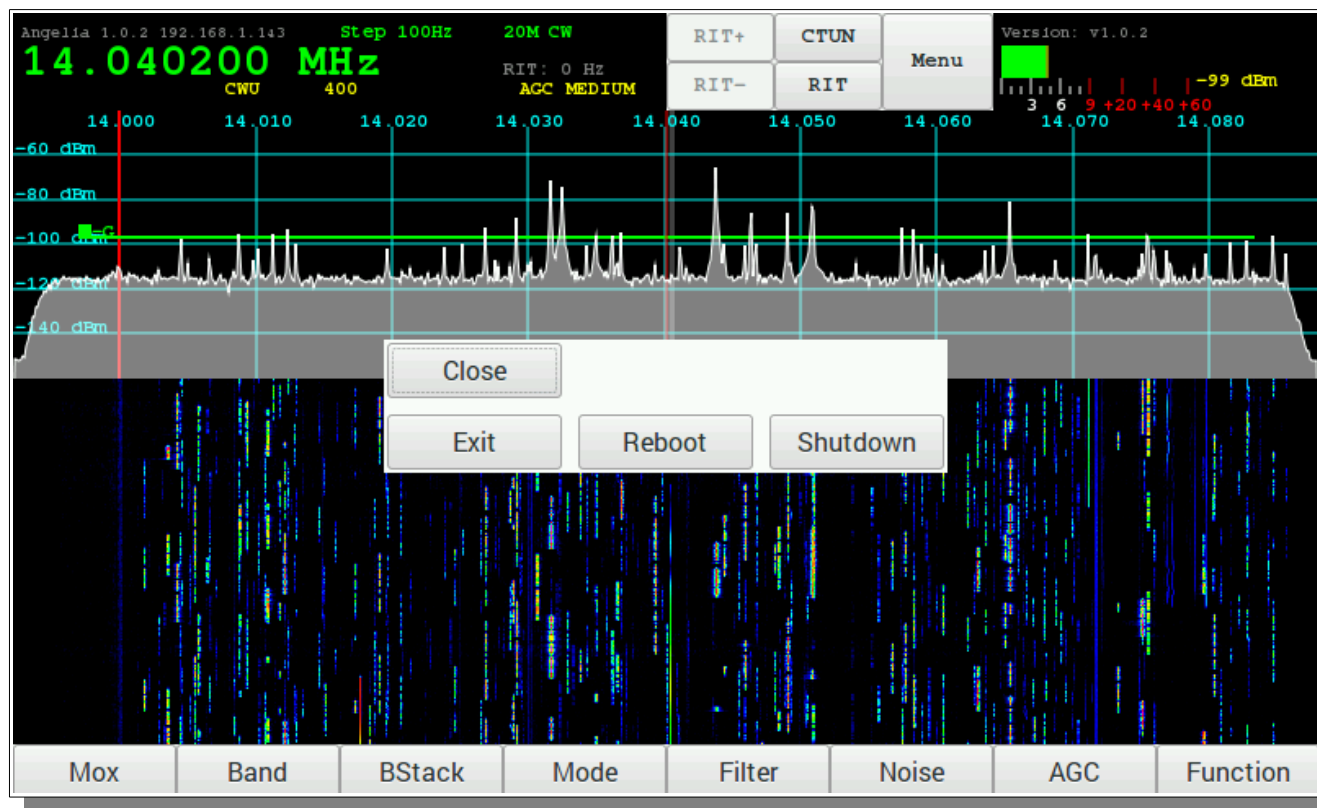 Angelia 1.0.2 192.168.1.143 Step 100Hz 20M CW
14.040200 MHz
RIT: 0 Hz
CWU 400 AGC MEDIUM
RIT+ CTUN Menu
RIT- RIT
Version: v1.0.2
-99 dBm
3 6 9 +20 +40 +60
14.000 14.010 14.020 14.030 14.040 14.050 14.060 14.070 14.080
-60 dBm
-80 dBm
-G
-100 dBm
-120 dBm
-140 dBm
Close
Exit Reboot Shutdown
Mox Band BStack Mode Filter Noise AGC Function